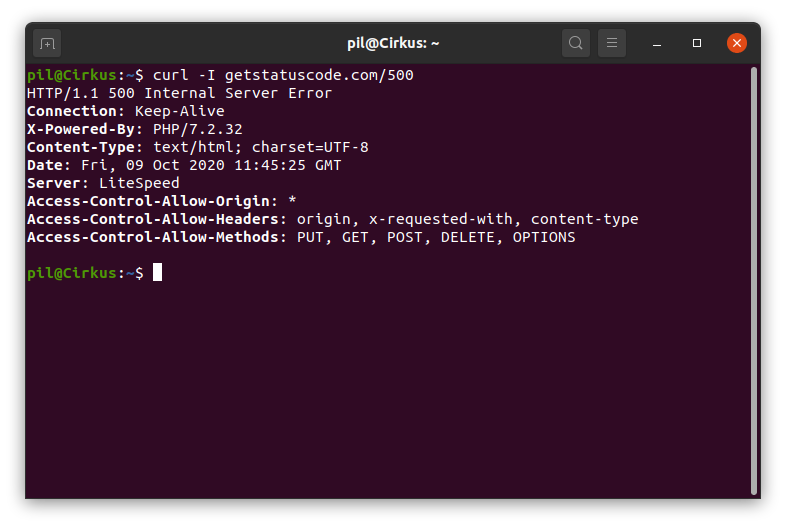 pil@Cirkus: ~
pil@Cirkus:~$ curl -I getstatuscode.com/500
HTTP/1.1 500 Internal Server Error
Connection: Keep-Alive
X-Powered-By: PHP/7.2.32
Content-Type: text/html; charset=UTF-8
Date: Fri, 09 Oct 2020 11:45:25 GMT
Server: LiteSpeed
Access-Control-Allow-Origin: *
Access-Control-Allow-Headers: origin, x-requested-with, content-type
Access-Control-Allow-Methods: PUT, GET, POST, DELETE, OPTIONS
pil@Cirkus:~$